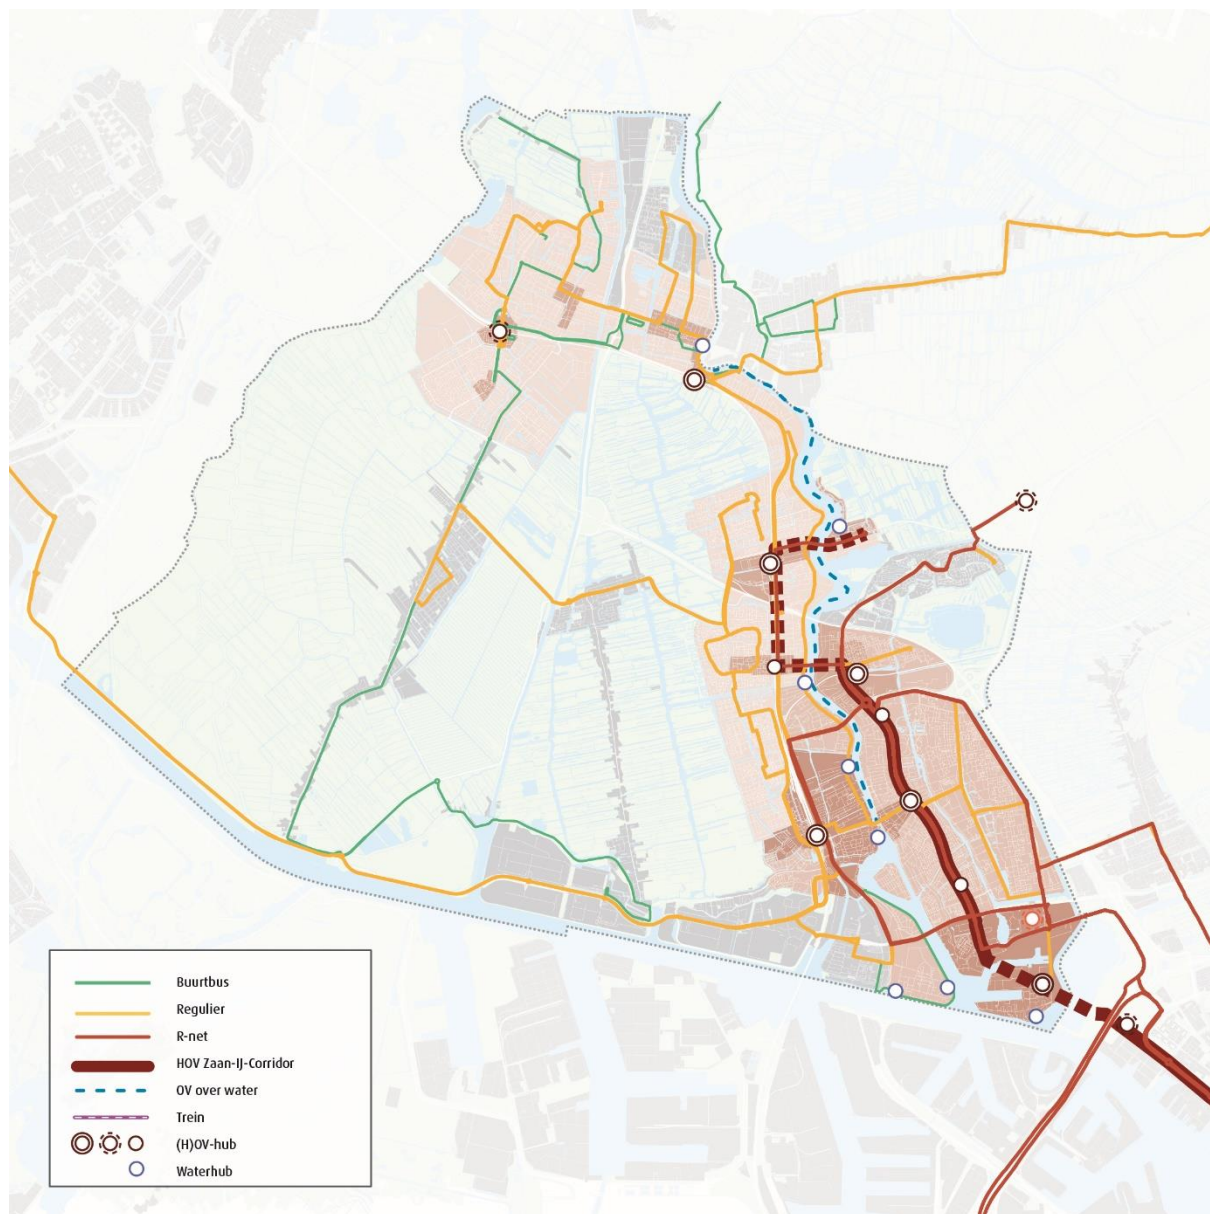 Buurtbus
Regulier
R-net
HOV Zaan-IJ-Corridor
OV over water
Trein
(H)OV-hub
Waterhub